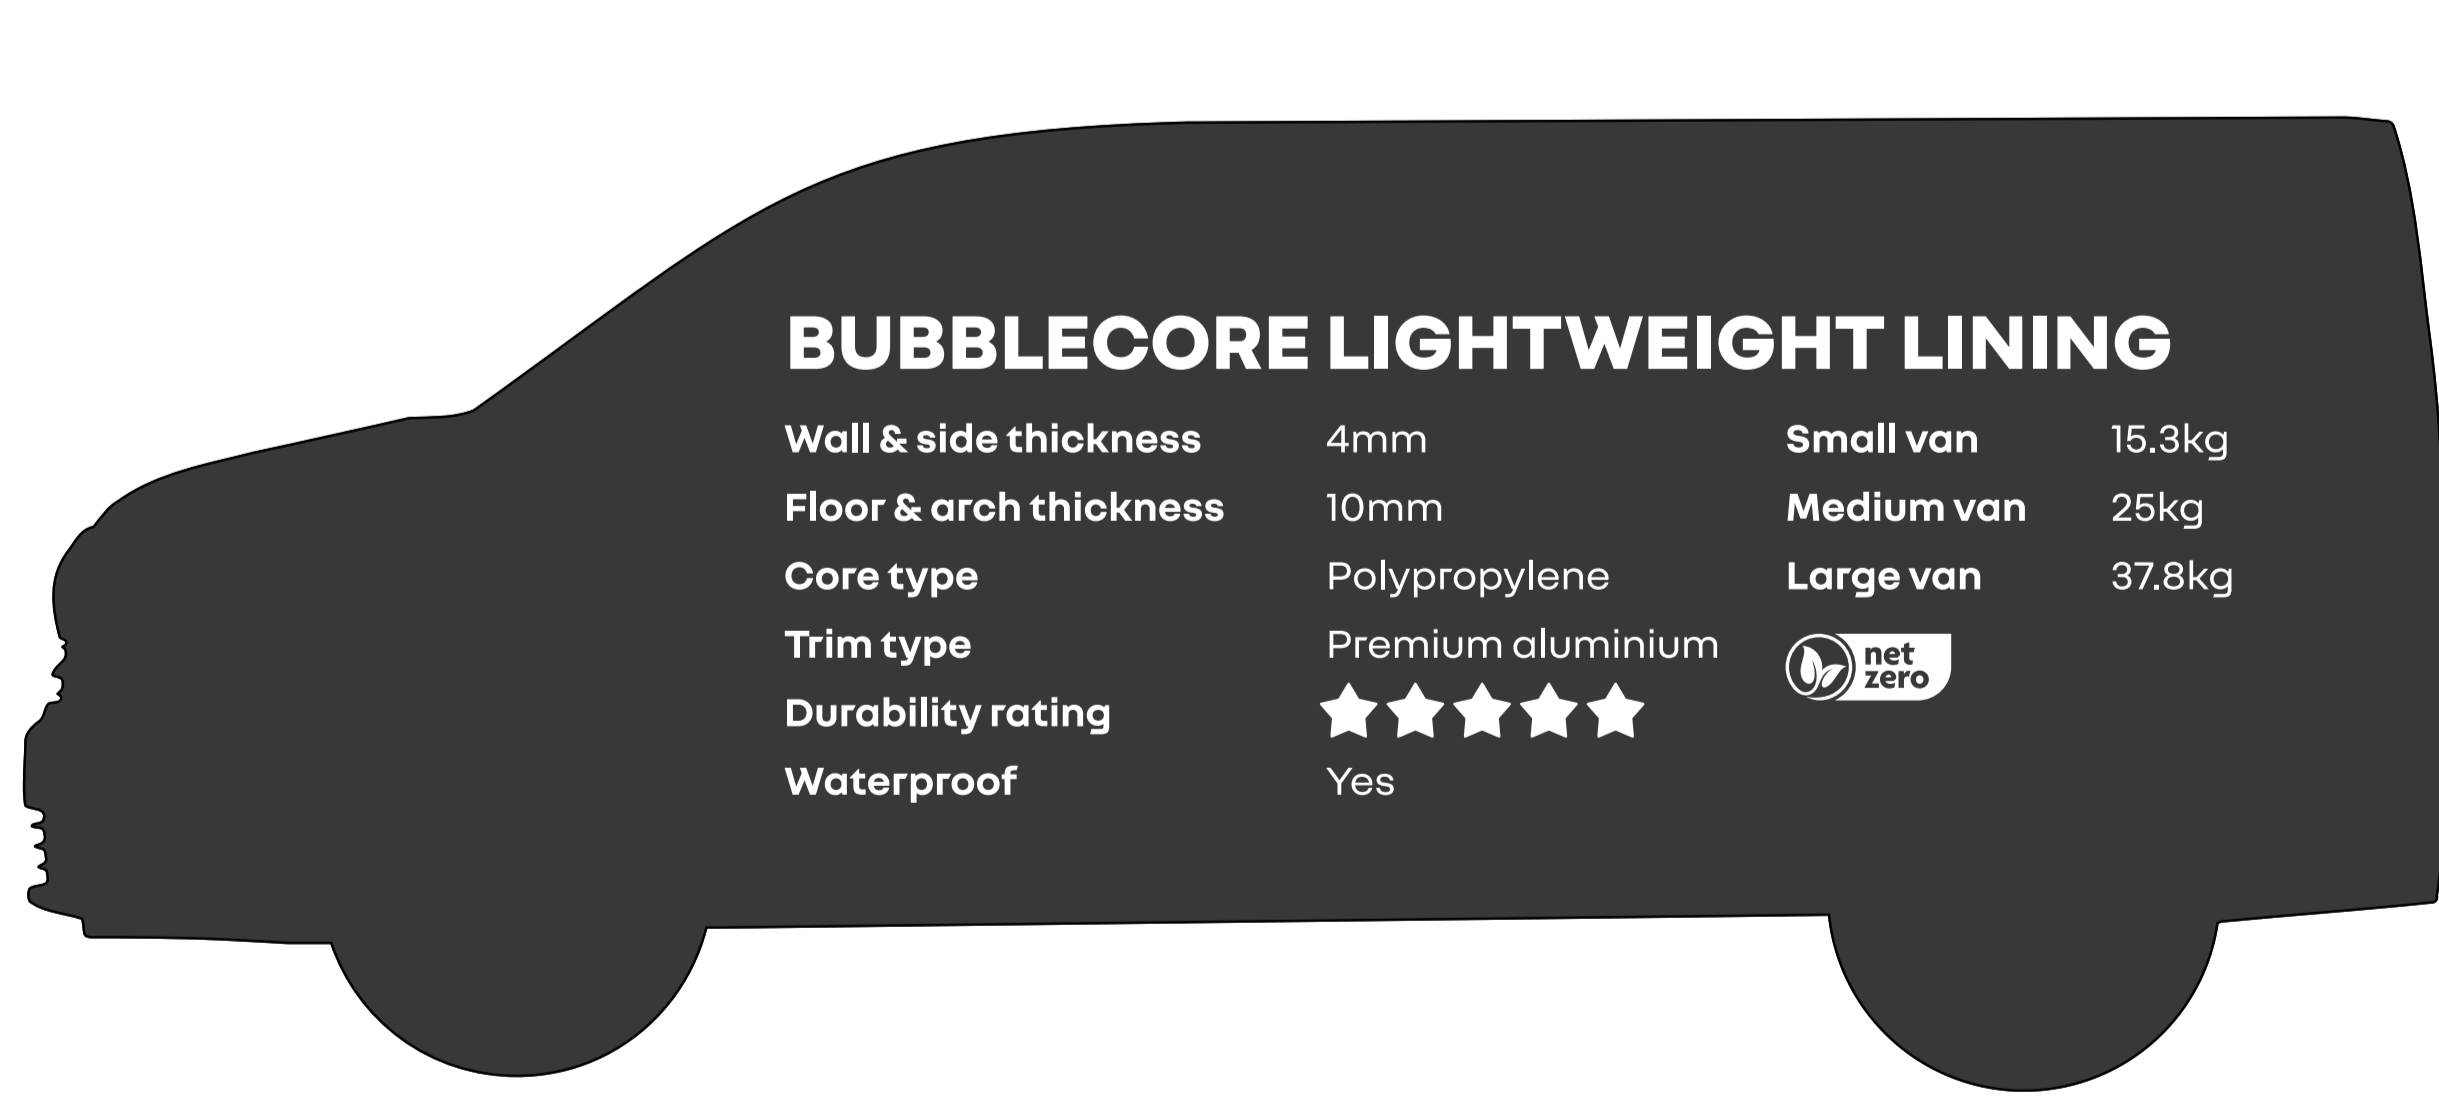 BUBBLECORE LIGHTWEIGHT LINING
Wall & side thickness 4mm
Floor & arch thickness 10mm
Core type Polypropylene
Trim type Premium aluminium
Durability rating
Waterproof Yes
Small van 15.3kg
Medium van 25kg
Large van 37.8kg
net
zero